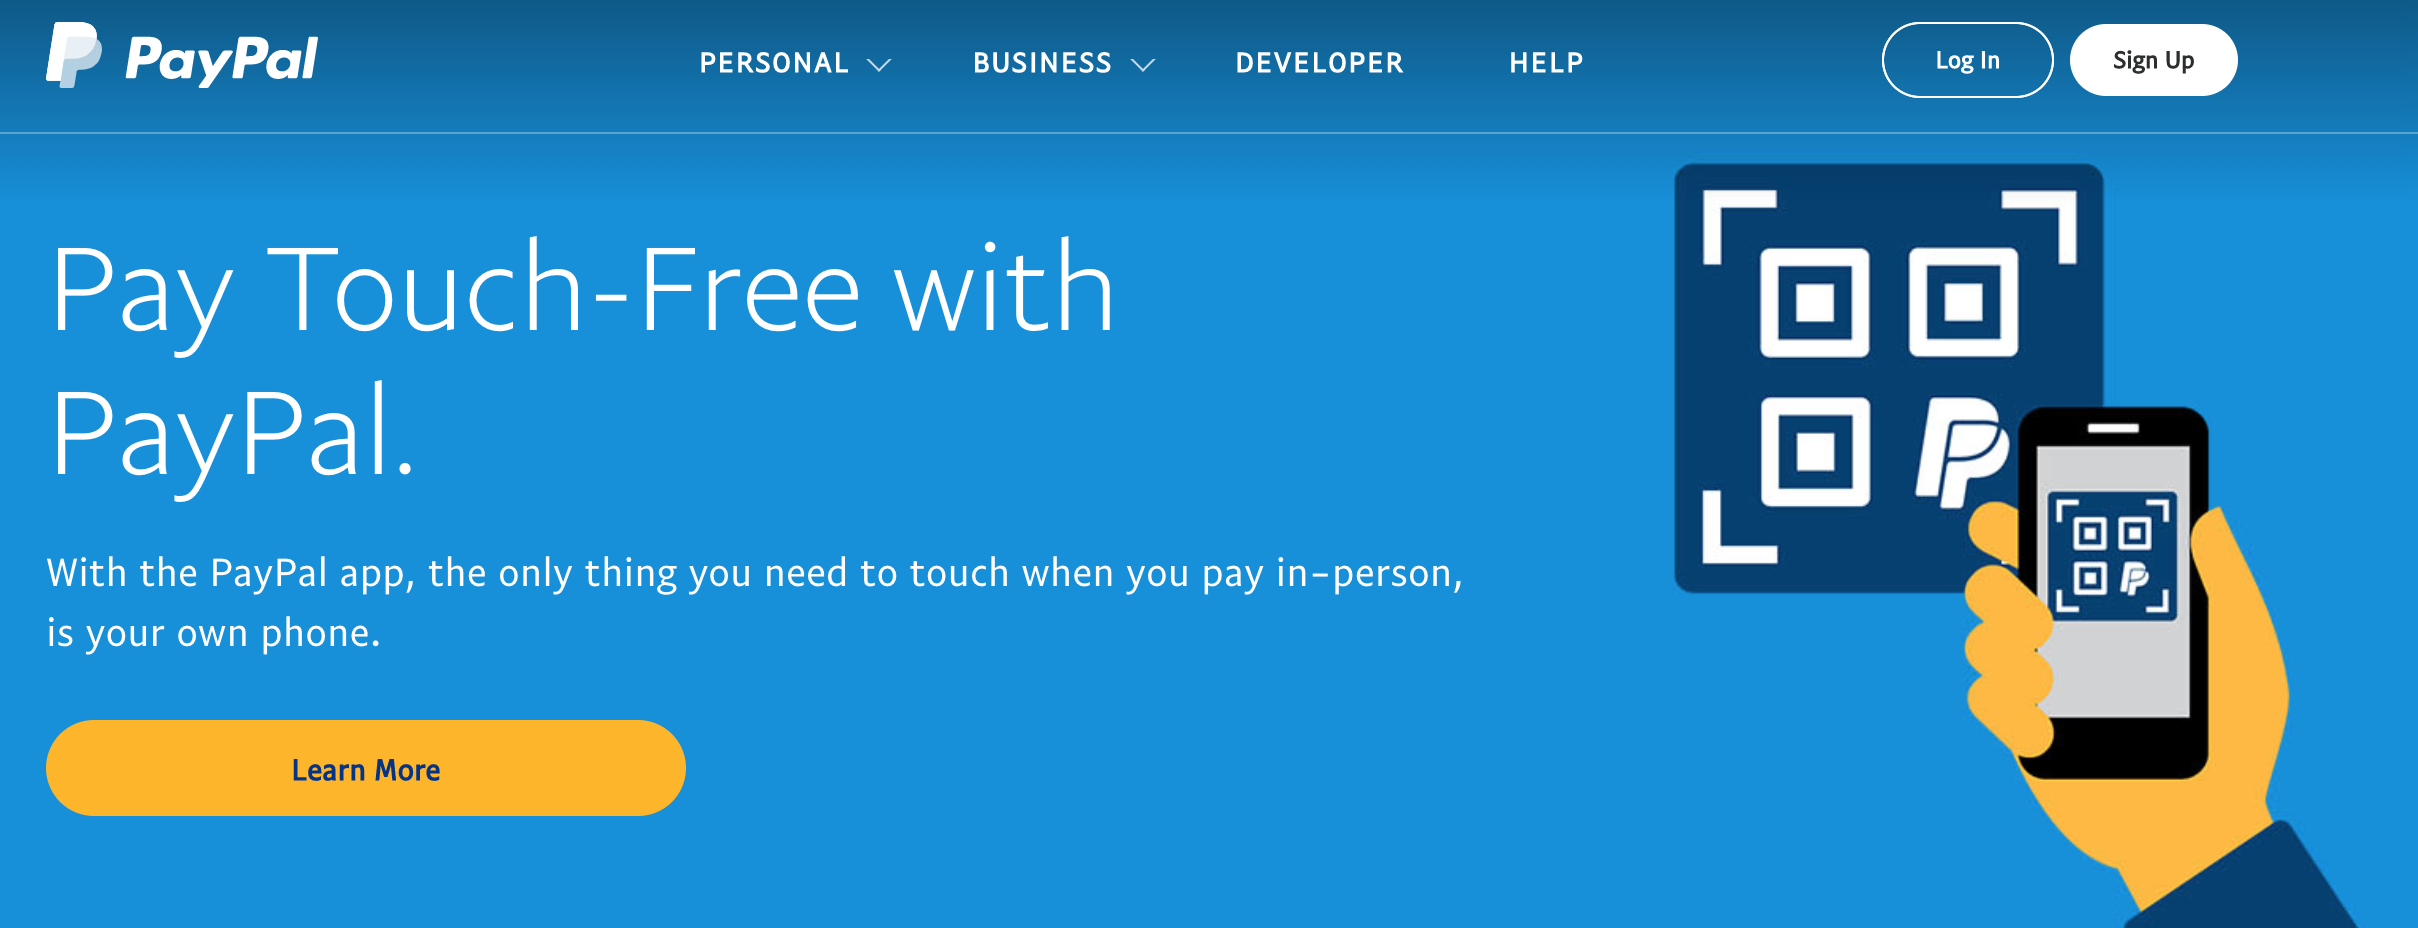 PayPal
PERSONAL
BUSINESS
DEVELOPER
HELP
Log In
Sign Up
Pay Touch-Free with
PayPal.
With the PayPal app, the only thing you need to touch when you pay in-person,
is your own phone.
Learn More